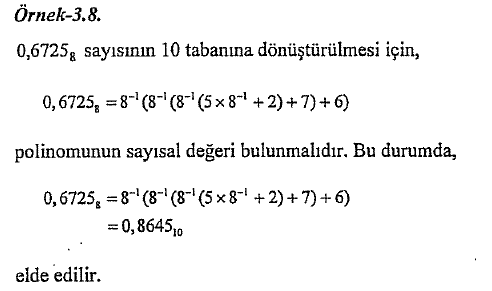 Örnek-3.8.
0,6725₈ sayısının 10 tabanına dönüştürülmesi için,
0,6725₈ = 8⁻¹(8⁻¹(8⁻¹(5×8⁻¹ +2)+7)+6)
polinomunun sayısal değeri bulunmalıdır. Bu durumda,
0,6725₈ = 8⁻¹(8⁻¹(8⁻¹(5×8⁻¹ +2)+7)+6)
= 0,8645₁₀
elde edilir.